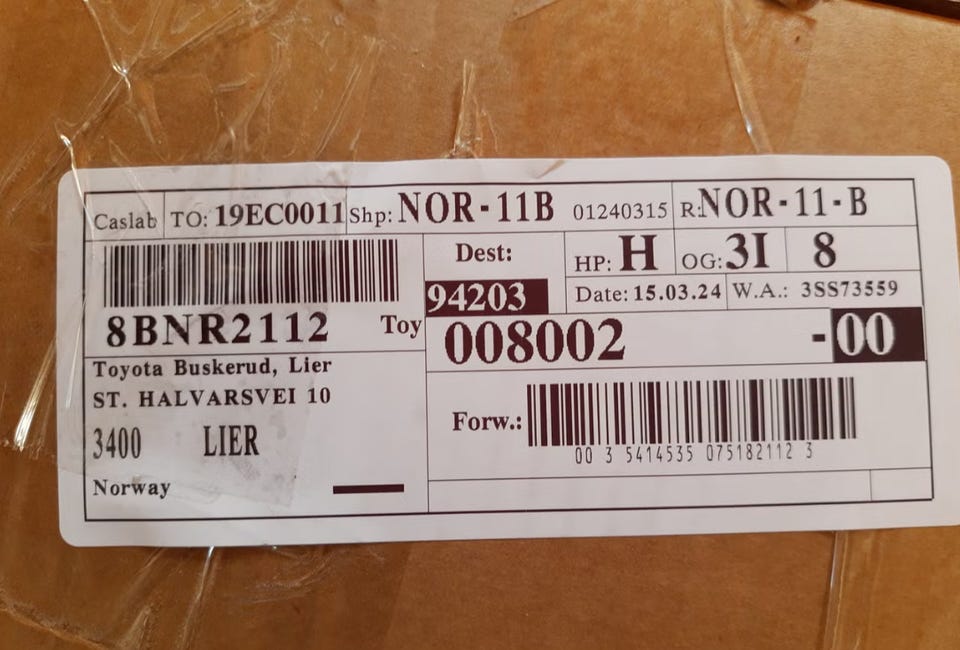 Caslab TO: 19EC0011 Shp: NOR-11B 01240315 R:NOR-11-B
Dest: HP: H OG: 3I 8
94203 Date: 15.03.24 W.A.: 3SS73559
8BNR2112 Toy 008002 -00
Toyota Buskerud, Lier
ST. HALVARSVEI 10
Forw.:
3400 LIER
00 3 5414535 075182112 3
Norway